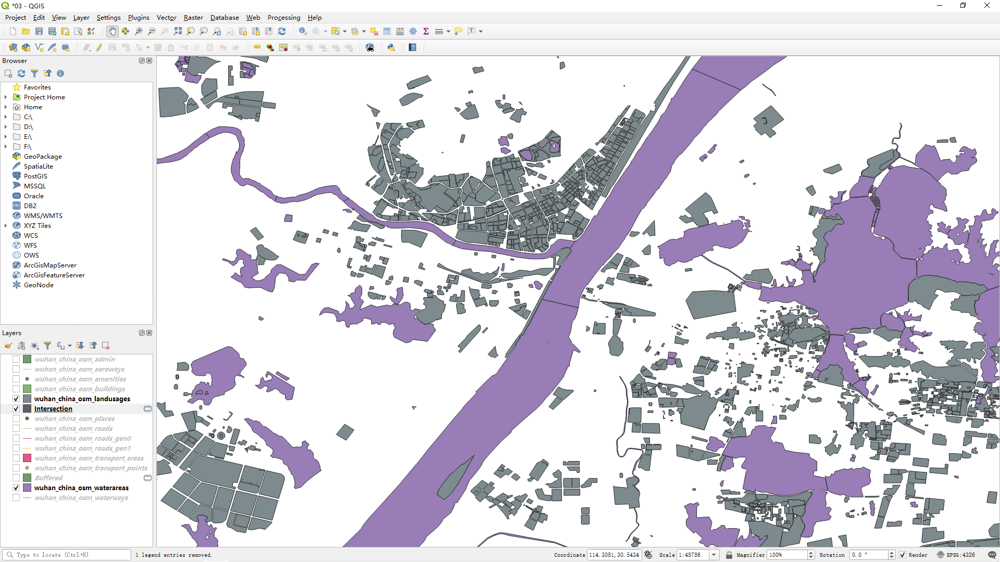 *03 - QGIS
Project Edit View Layer Settings Plugins Vector Raster Database Web Processing Help
Browser
Favorites
Project Home
Home
C:\
D:\
E:\
F:\
GeoPackage
SpatiaLite
PostGIS
MSSQL
Oracle
DB2 DB2
WMS/WMTS
XYZ Tiles
WCS
WFS
OWS
ArcGisMapServer
ArcGisFeatureServer
GeoNode
Layers
wuhan_china_osm_admin
wuhan_china_osm_aeroways
wuhan_china_osm_amenities
wuhan_china_osm_buildings
wuhan_china_osm_landusages
Intersection
wuhan_china_osm_places
wuhan_china_osm_roads
wuhan_china_osm_roads_gen0
wuhan_china_osm_roads_gen1
wuhan_china_osm_transport_areas
wuhan_china_osm_transport_points
Buffered
wuhan_china_osm_waterareas
wuhan_china_osm_waterways
Type to locate (Ctrl+K) 1 legend entries removed. Coordinate 114.3081,30.5434 Scale 1:48786 Magnifier 100% Rotation 0.0 ° Render EPSG:4326